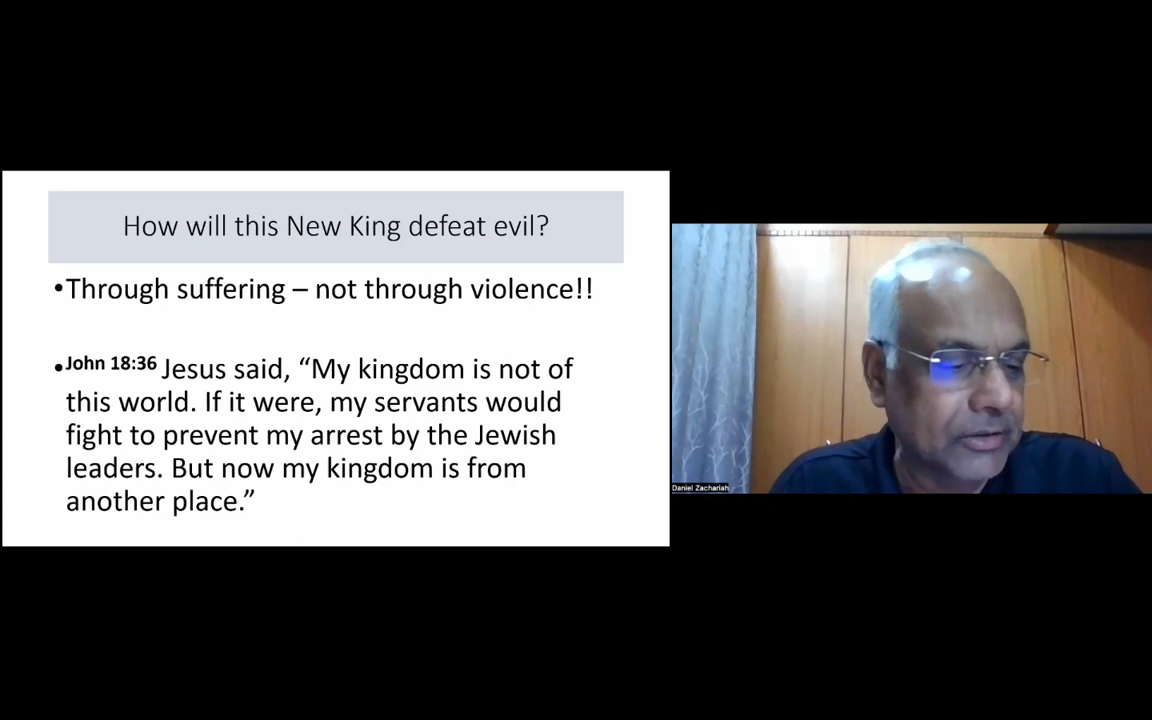 How will this New King defeat evil?
•Through suffering – not through violence!!
•John 18:36 Jesus said, “My kingdom is not of
this world. If it were, my servants would
fight to prevent my arrest by the Jewish
leaders. But now my kingdom is from
another place.”
Daniel Zachariah